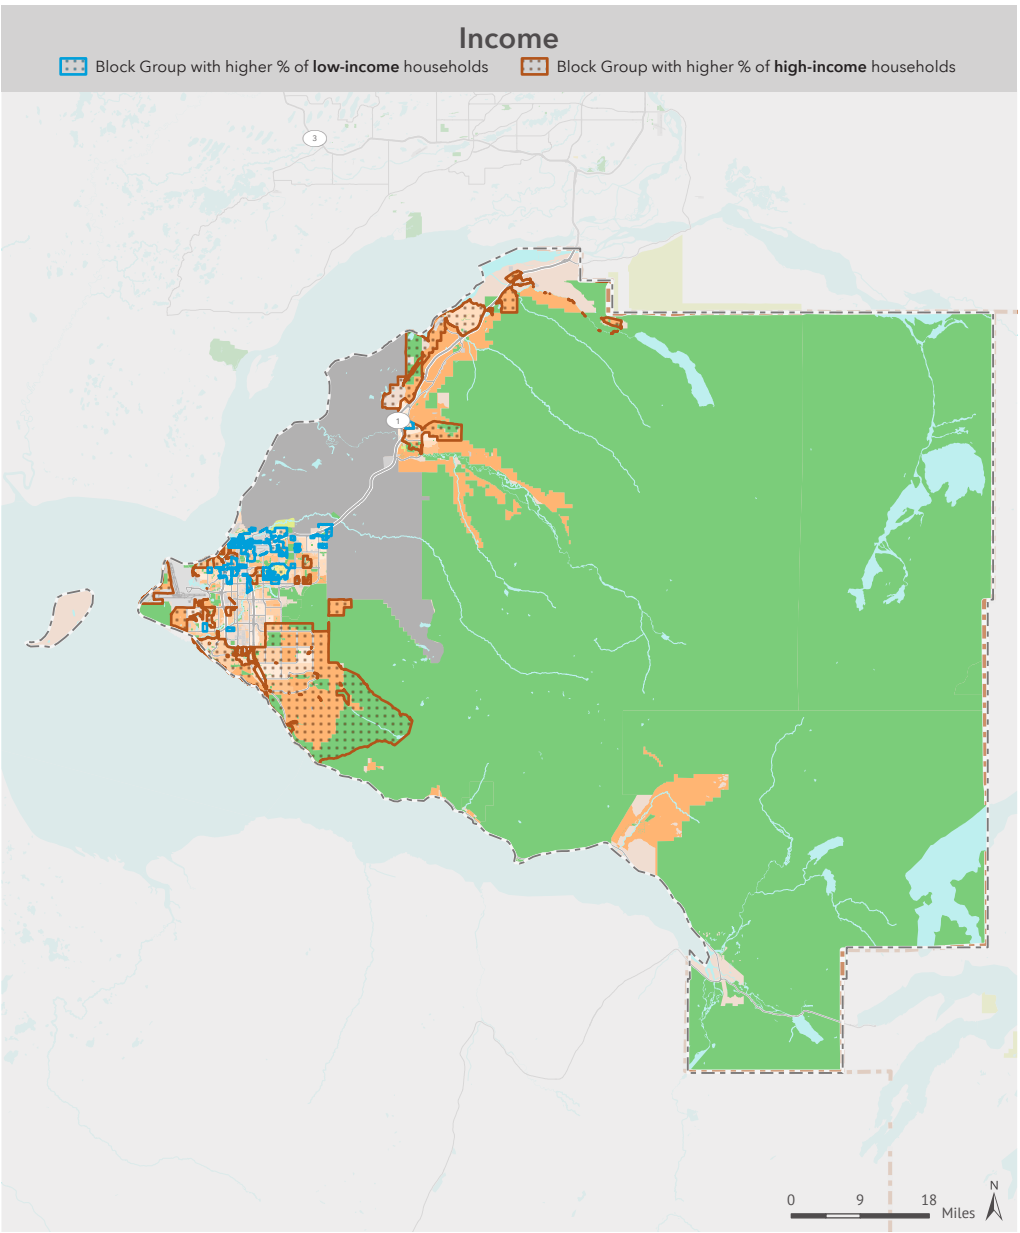 Income
Block Group with higher % of low-income households Block Group with higher % of high-income households
3
1
0 9 18
Miles
N